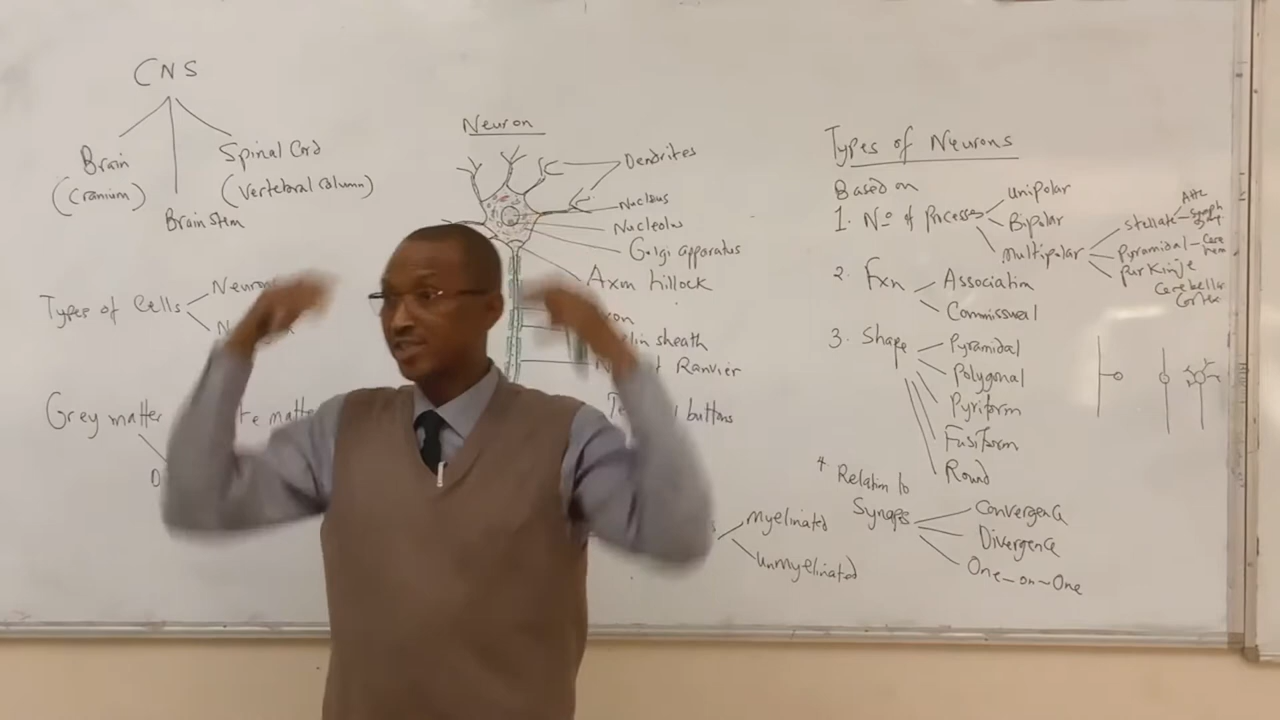 CNS
Brain
(Cranium)
Brain stem
Spinal Cord
(Vertebral column)
Types of Cells
Neuron
Grey matter
Neuron
Dendrites
Nucleus
Nucleolus
Golgi apparatus
Axon hillock
sheath
Ranvier
buttons
Myelinated
Unmyelinated
Types of Neurons
Based on
1. No of Processes
Unipolar
Bipolar
Multipolar
Stellate -
Pyramidal -
Purkinje
Cerebellar
Cortex
2. Fxn
Association
Commissural
3. Shape
Pyramidal
Polygonal
Pyriform
Fusiform
Round
4 Relation to
Synapse
Convergence
Divergence
One-on-One